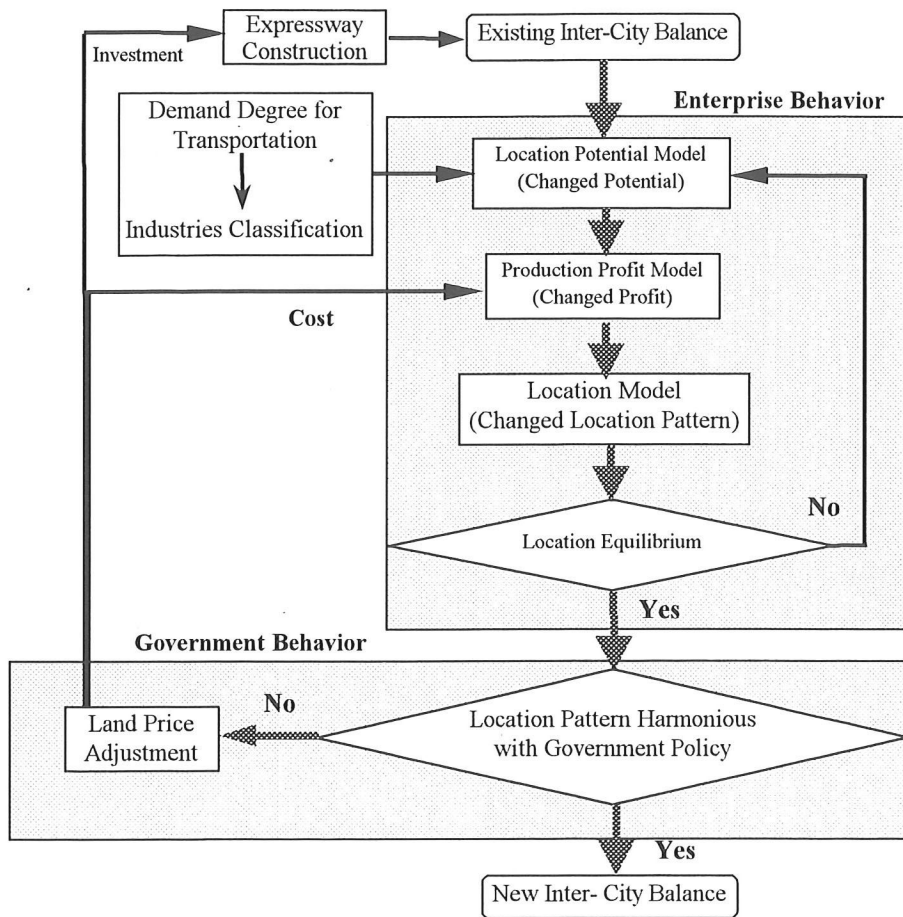 Expressway
Construction
Existing Inter-City Balance
Investment
Enterprise Behavior
Demand Degree for
Transportation
Industries Classification
Location Potential Model
(Changed Potential)
Production Profit Model
(Changed Profit)
Cost
Location Model
(Changed Location Pattern)
No
Location Equilibrium
Yes
Government Behavior
No
Land Price
Adjustment
Location Pattern Harmonious
with Government Policy
Yes
New Inter- City Balance